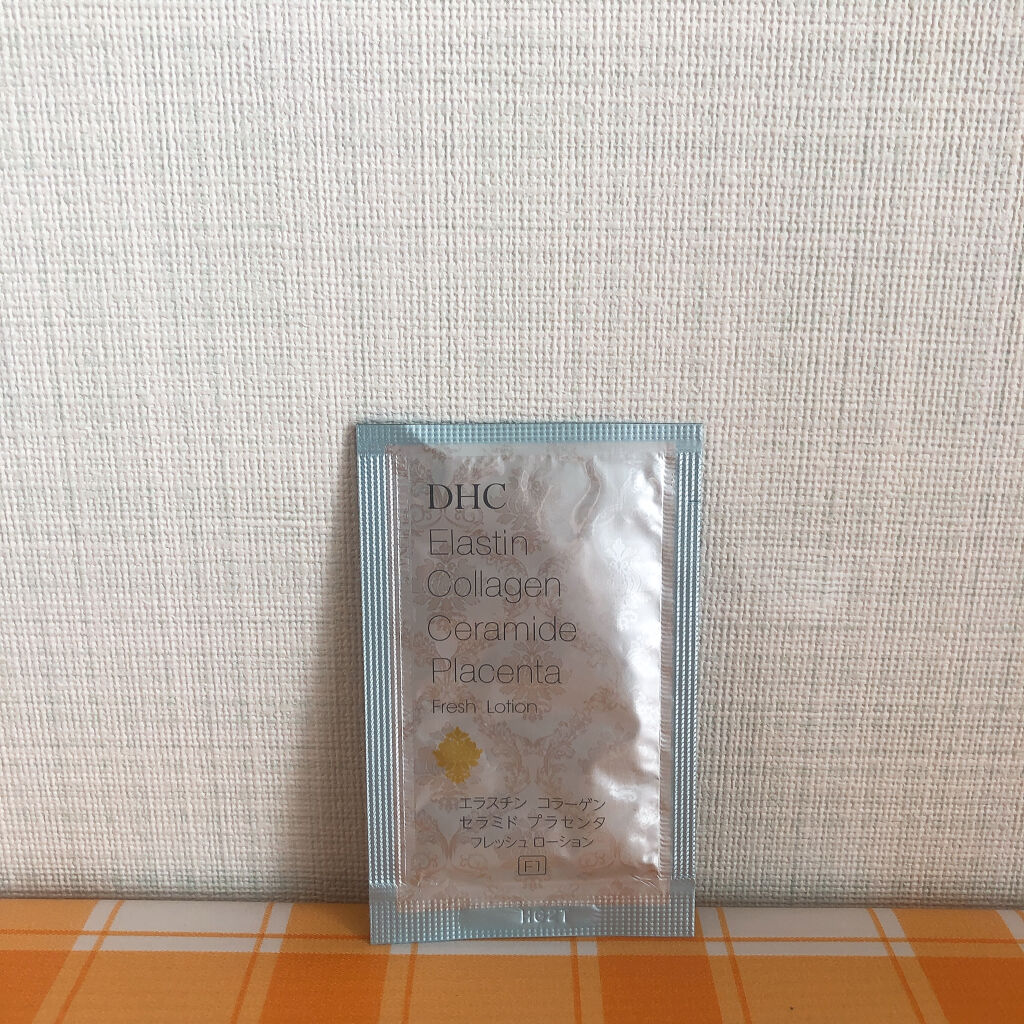 DHC
Elastin
Collagen
Ceramide
Placenta
Fresh Lotion
エラスチン コラーゲン
セラミド プラセンタ
フレッシュ ローション
F1